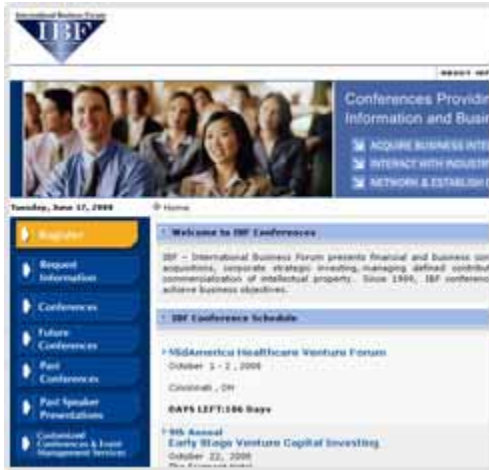 International Business Forum
IBF
ABOUT IBF
Conferences Providin
Information and Busin
ACQUIRE BUSINESS INTE
INTERACT WITH INDUSTR
NETWORK & ESTABLISH C
Tuesday, June 17, 2008
Home
Register
Request
Information
Conferences
Future
Conferences
Past
Conferences
Past Speaker
Presentations
Customized
Conferences & Event
Management Services
Welcome to IBF Conferences
IBF - International Business Forum presents financial and business con
acquisitions, corporate strategic investing, managing defined contribut
commercialization of intellectual property. Since 1989, IBF conferenc
achieve business objectives.
IBF Conference Schedule
MidAmerica Healthcare Venture Forum
October 1 - 2, 2008
Cincinnati, OH
DAYS LEFT:106 Days
9th Annual
Early Stage Venture Capital Investing
October 22, 2008
The Fairmont Hotel